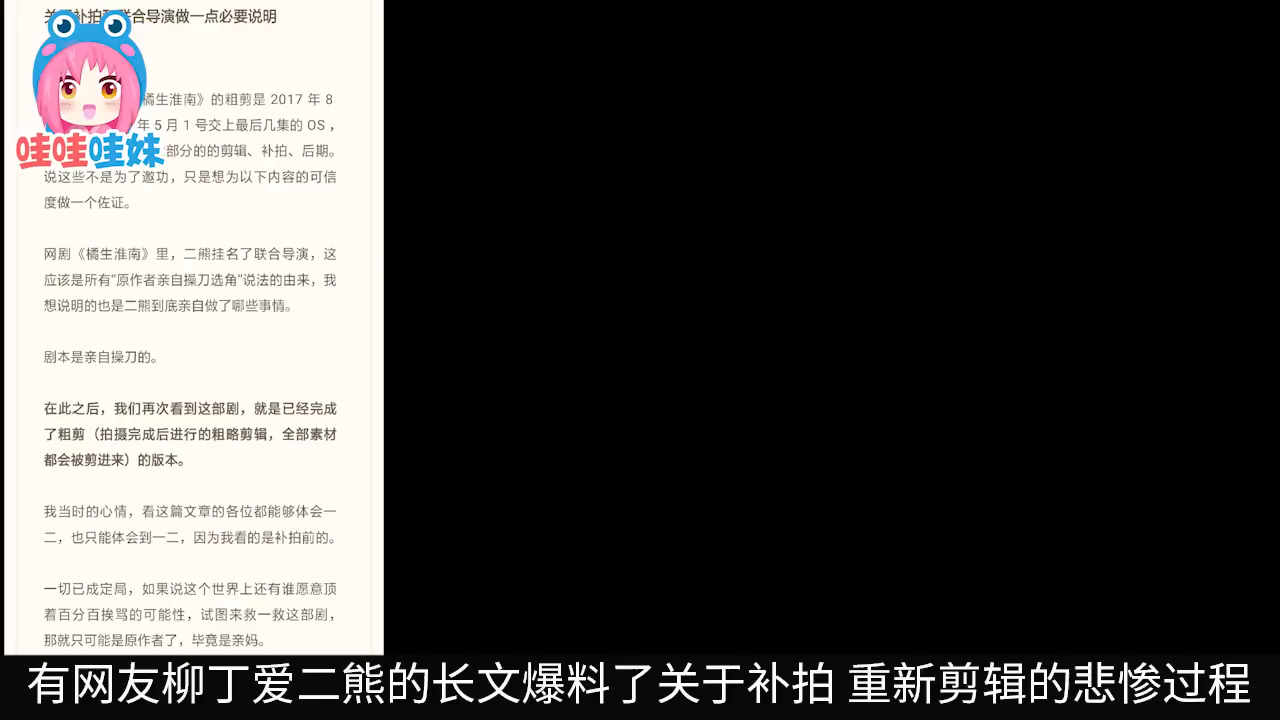 关于补拍和联合导演做一点必要说明
橘生淮南》的粗剪是 2017 年 8
年 5 月 1 号交上最后几集的 OS，
部分的的剪辑、补拍、后期。
说这些不是为了邀功，只是想为以下内容的可信
度做一个佐证。
网剧《橘生淮南》里，二熊挂名了联合导演，这
应该是所有“原作者亲自操刀选角”说法的由来，我
想说明的也是二熊到底亲自做了哪些事情。
剧本是亲自操刀的。
在此之后，我们再次看到这部剧，就是已经完成
了粗剪（拍摄完成后进行的粗略剪辑，全部素材
都会被剪进来）的版本。
我当时的心情，看这篇文章的各位都能够体会一
二，也只能体会到一二，因为我看的是补拍前的。
一切已成定局，如果说这个世界上还有谁愿意顶
着百分百挨骂的可能性，试图来救一救这部剧，
那就只可能是原作者了，毕竟是亲妈。
哇哇哇妹
有网友柳丁爱二熊的长文爆料了关于补拍 重新剪辑的悲惨过程